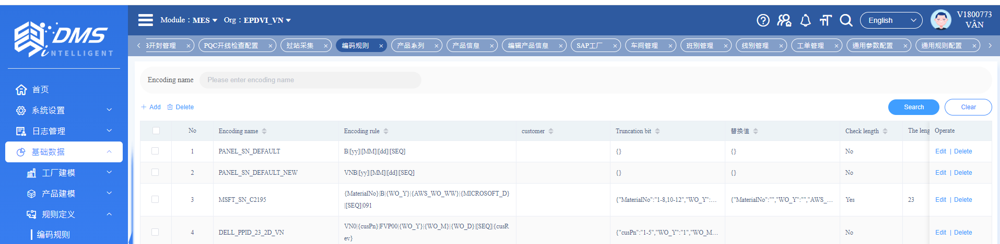 DMS
iNTELLIGENT
Module：MES Org：EPDVI_VN
English
V1800773
VÂN
开封管理 ×
PQC开线检查配置 ×
过站采集 ×
编码规则 ×
产品系列 ×
产品信息 ×
编辑产品信息 ×
SAP工厂 ×
车间管理 ×
班别管理 ×
线别管理 ×
工单管理 ×
通用参数配置 ×
通用规则配置 ×
首页
系统设置
日志管理
基础数据
工厂建模
产品建模
规则定义
编码规则
Encoding name Please enter encoding name
+ Add Delete Search Clear
No Encoding name Encoding rule customer Truncation bit 替换值 Check length The leng Operate
1 PANEL_SN_DEFAULT B|[yy]|[MM]|[dd]|[SEQ] {} {} No Edit | Delete
2 PANEL_SN_DEFAULT_NEW VNB|[yy]|[MM]|[dd]|[SEQ] {} {} No Edit | Delete
3 MSFT_SN_C2195 {MaterialNo}|B|{WO_Y}|{AWS_WO_WW}|{MICROSOFT_D}
|[SEQ]|091 {"MaterialNo":"1-8,10-12","WO_Y":... {"MaterialNo":"","WO_Y":"","AWS_... Yes 23 Edit | Delete
4 DELL_PPID_23_2D_VN VN0|{cusPn}|FVP00|{WO_Y}|{WO_M}|{WO_D}|[SEQ]|{cusR
ev} {"cusPn":"1-5","WO_Y":"1","WO_M... No Edit | Delete